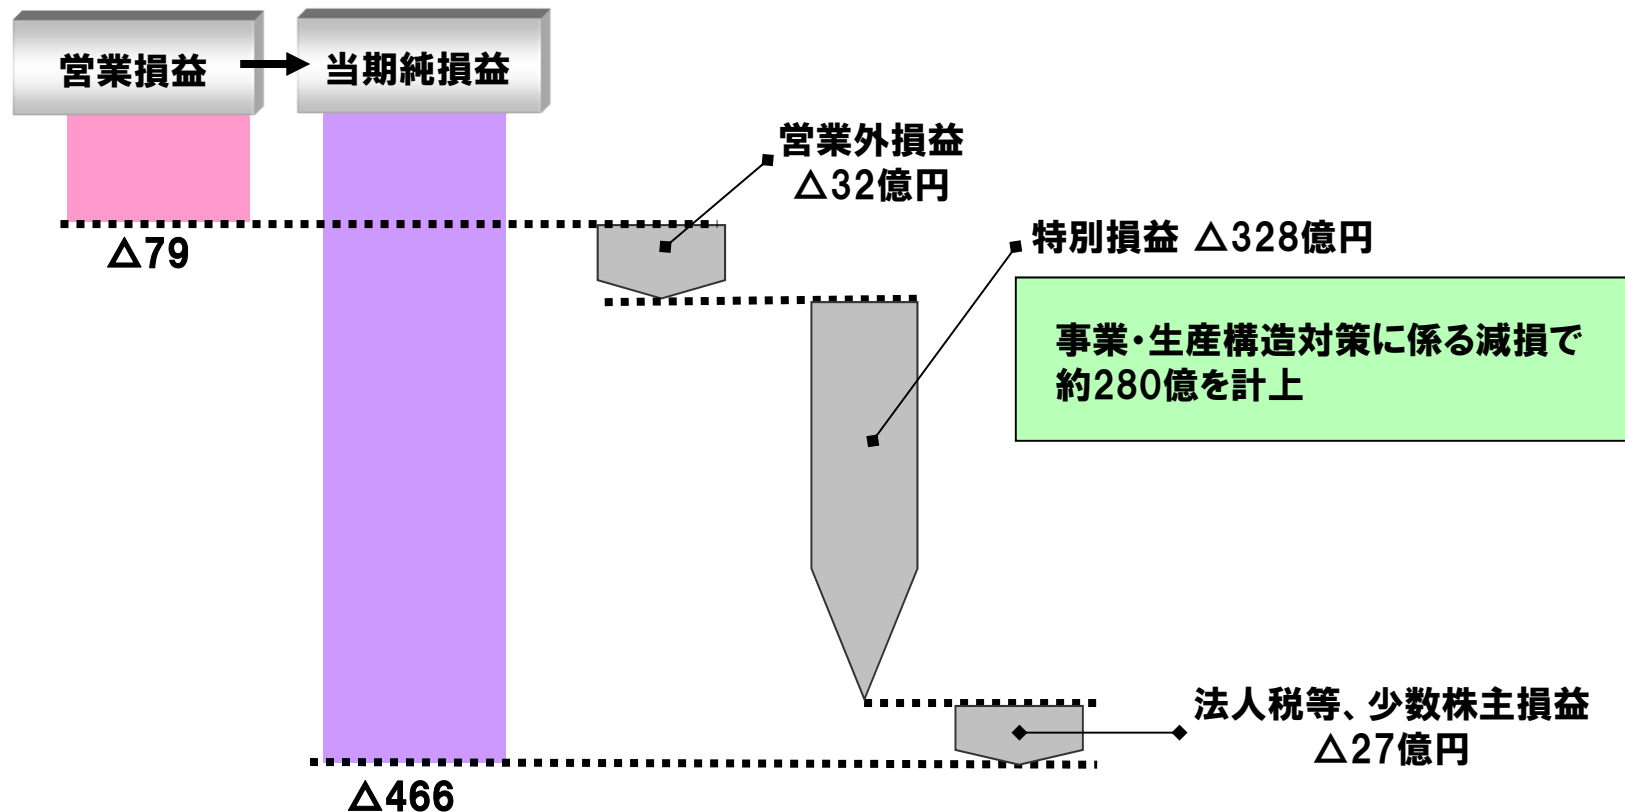 営業損益
当期純損益
営業外損益
△32億円
特別損益 △328億円
△79
事業・生産構造対策に係る減損で
約280億を計上
法人税等、少数株主損益
△27億円
△466